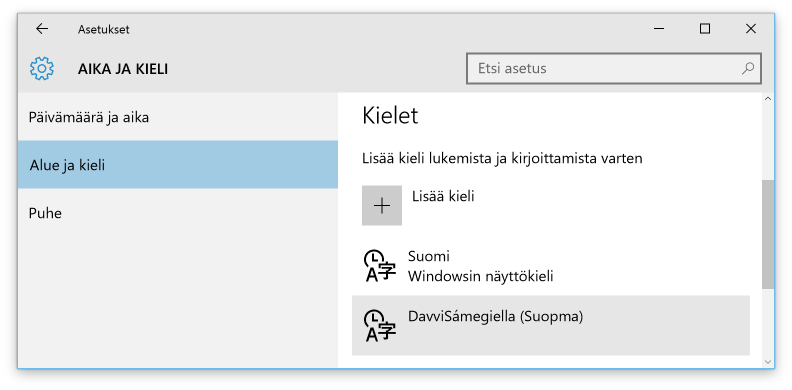 Asetukset
AIKA JA KIELI
Etsi asetus
Päivämäärä ja aika
Alue ja kieli
Puhe
Kielet
Lisää kieli lukemista ja kirjoittamista varten
Lisää kieli
Suomi
Windowsin näyttökieli
DavviSámegiella (Suopma)